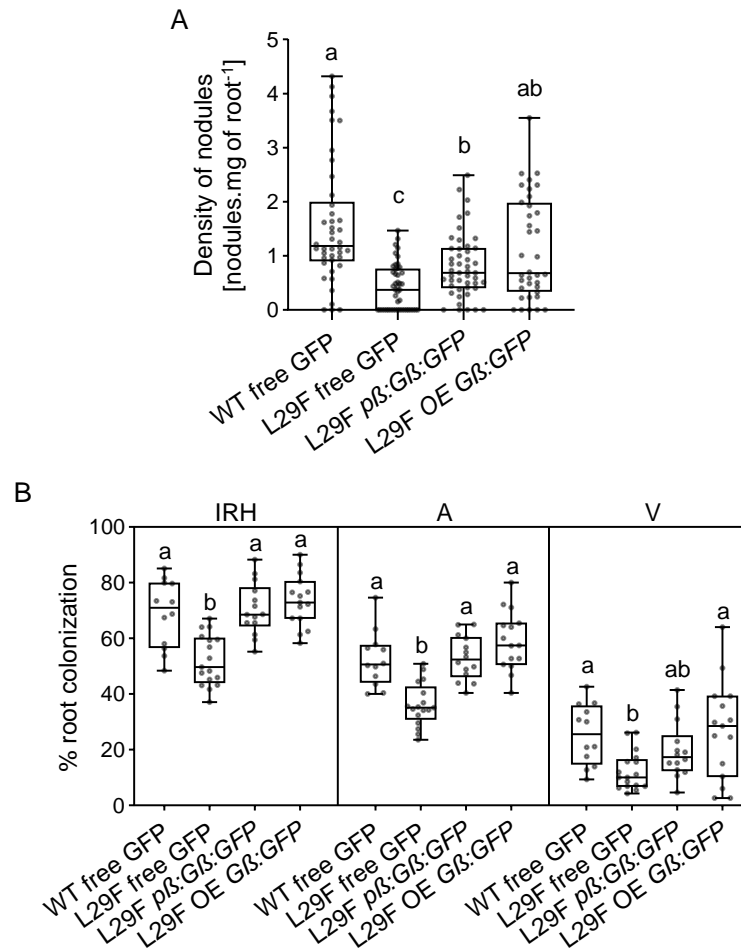 A
Density of nodules
[nodules.mg of root⁻¹]
5
4
3
2
1
0
a
c
b
ab
WT free GFP
L29F free GFP
L29F pß:Gß:GFP
L29F OE Gß:GFP
B
% root colonization
100
80
60
40
20
0
IRH
A
V
a
b
a
a
a
b
a
a
a
b
ab
a
WT free GFP
L29F free GFP
L29F pß:Gß:GFP
L29F OE Gß:GFP
WT free GFP
L29F free GFP
L29F pß:Gß:GFP
L29F OE Gß:GFP
WT free GFP
L29F free GFP
L29F pß:Gß:GFP
L29F OE Gß:GFP